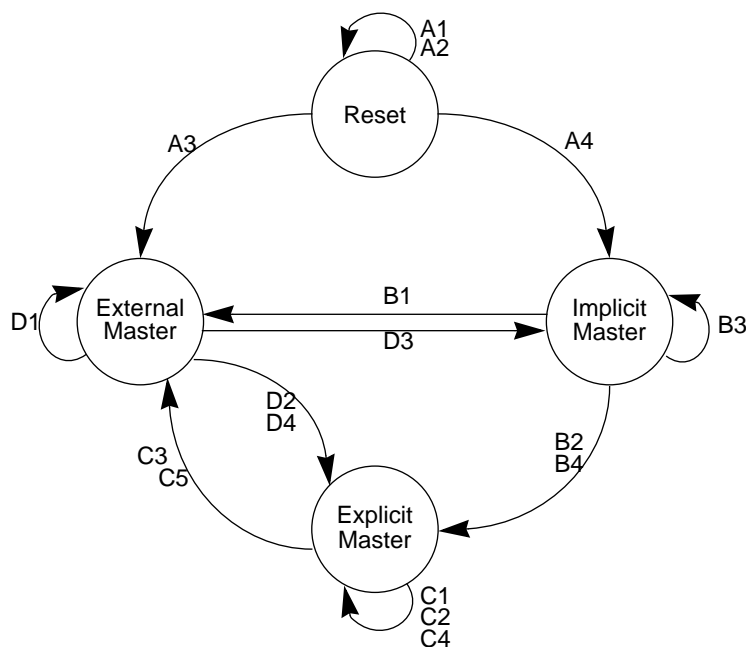 A1
A2
Reset
A3
A4
External
Master
B1
Implicit
Master
D1
D3
B3
D2
D4
B2
B4
C3
C5
Explicit
Master
C1
C2
C4